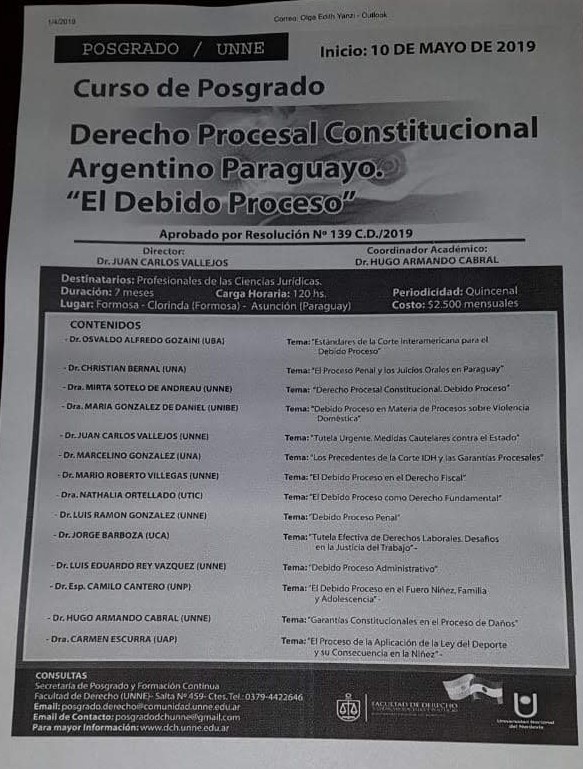 1/4/2019
Correo: Olga Edith Yanzi - Outlook
POSGRADO / UNNE
Inicio: 10 DE MAYO DE 2019
Curso de Posgrado
Derecho Procesal Constitucional
Argentino Paraguayo.
"El Debido Proceso"
Aprobado por Resolución Nº 139 C.D./2019
Director:
Dr. JUAN CARLOS VALLEJOS
Coordinador Académico:
Dr. HUGO ARMANDO CABRAL
Destinatarios: Profesionales de las Ciencias Jurídicas.
Duración: 7 meses Carga Horaria: 120 hs. Periodicidad: Quincenal
Lugar: Formosa - Clorinda (Formosa) - Asunción (Paraguay) Costo: $2.500 mensuales
CONTENIDOS
- Dr. OSVALDO ALFREDO GOZAINI (UBA) Tema: "Estándares de la Corte Interamericana para el
Debido Proceso"
- Dr. CHRISTIAN BERNAL (UNA) Tema: "El Proceso Penal y los Juicios Orales en Paraguay"
- Dra. MIRTA SOTELO DE ANDREAU (UNNE) Tema: "Derecho Procesal Constitucional. Debido Proceso"
- Dra. MARIA GONZALEZ DE DANIEL (UNIBE) Tema: "Debido Proceso en Materia de Procesos sobre Violencia
Doméstica"
- Dr. JUAN CARLOS VALLEJOS (UNNE) Tema: "Tutela Urgente. Medidas Cautelares contra el Estado"
- Dr. MARCELINO GONZALEZ (UNA) Tema: "Los Precedentes de la Corte IDH y las Garantías Procesales"
- Dr. MARIO ROBERTO VILLEGAS (UNNE) Tema: "El Debido Proceso en el Derecho Fiscal"
- Dra. NATHALIA ORTELLADO (UTIC) Tema: "El Debido Proceso como Derecho Fundamental"
- Dr. LUIS RAMON GONZALEZ (UNNE) Tema: "Debido Proceso Penal"
- Dr. JORGE BARBOZA (UCA) Tema: "Tutela Efectiva de Derechos Laborales. Desafíos
en la Justicia del Trabajo"-
- Dr. LUIS EDUARDO REY VAZQUEZ (UNNE) Tema: "Debido Proceso Administrativo"
- Dr. Esp. CAMILO CANTERO (UNP) Tema: "El Debido Proceso en el Fuero Niñez, Familia
y Adolescencia"-
- Dr. HUGO ARMANDO CABRAL (UNNE) Tema: "Garantías Constitucionales en el Proceso de Daños"
- Dra. CARMEN ESCURRA (UAP) Tema: "El Proceso de la Aplicación de la Ley del Deporte
y su Consecuencia en la Niñez"-
CONSULTAS
Secretaría de Posgrado y Formación Continua
Facultad de Derecho (UNNE)- Salta Nº 459- Ctes. Tel.: 0379-4422646
Email: posgrado.derecho@comunidad.unne.edu.ar
Email de Contacto: posgradodchunne@gmail.com
Para mayor Información: www.dch.unne.edu.ar
FACULTAD DE DERECHO
Universidad Nacional
del Nordeste